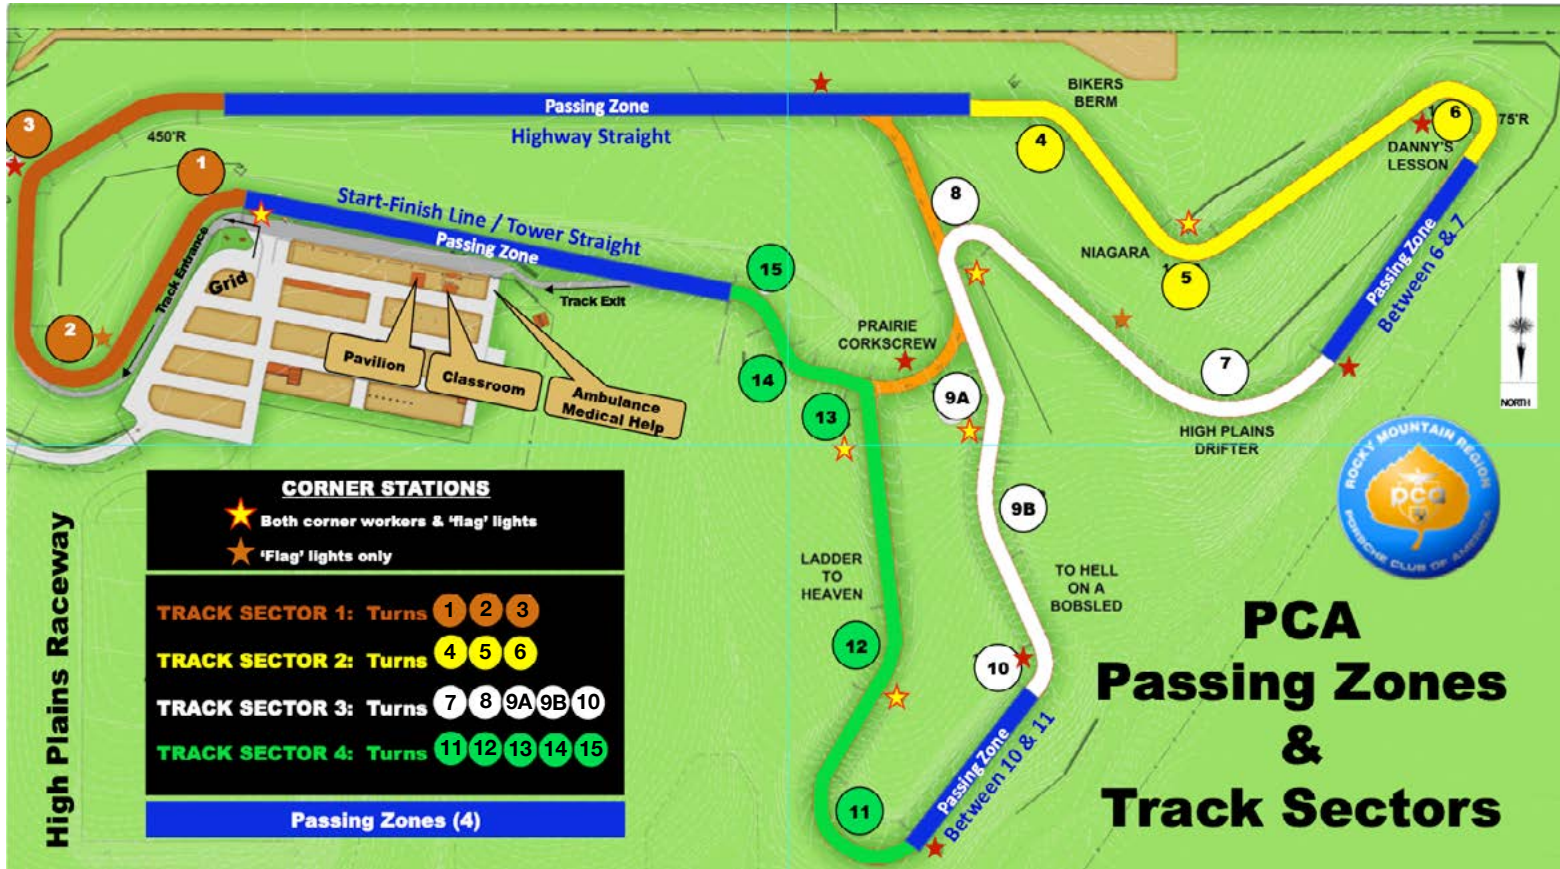 BIKERS
BERM
3
Passing Zone
6
75'R
450'R
Highway Straight
4
DANNY'S
LESSON
1
8
Start-Finish Line / Tower Straight
Passing Zone
NIAGARA
Passing Zone
Between 6 & 7
Track Entrance
Grid
15
5
Track Exit
2
PRAIRIE
CORKSCREW
Pavilion
Classroom
14
7
Ambulance
Medical Help
9A
NORTH
13
HIGH PLAINS
DRIFTER
ROCKY MOUNTAIN REGION
pca
PORSCHE CLUB OF AMERICA
CORNER STATIONS
Both corner workers & 'flag' lights
'Flag' lights only
9B
LADDER
TO
HEAVEN
TO HELL
ON A
BOBSLED
High Plains Raceway
TRACK SECTOR 1: Turns 1 2 3
TRACK SECTOR 2: Turns 4 5 6
TRACK SECTOR 3: Turns 7 8 9A 9B 10
TRACK SECTOR 4: Turns 11 12 13 14 15
Passing Zones (4)
12
10
Passing Zone
Between 10 & 11
11
PCA
Passing Zones
&
Track Sectors